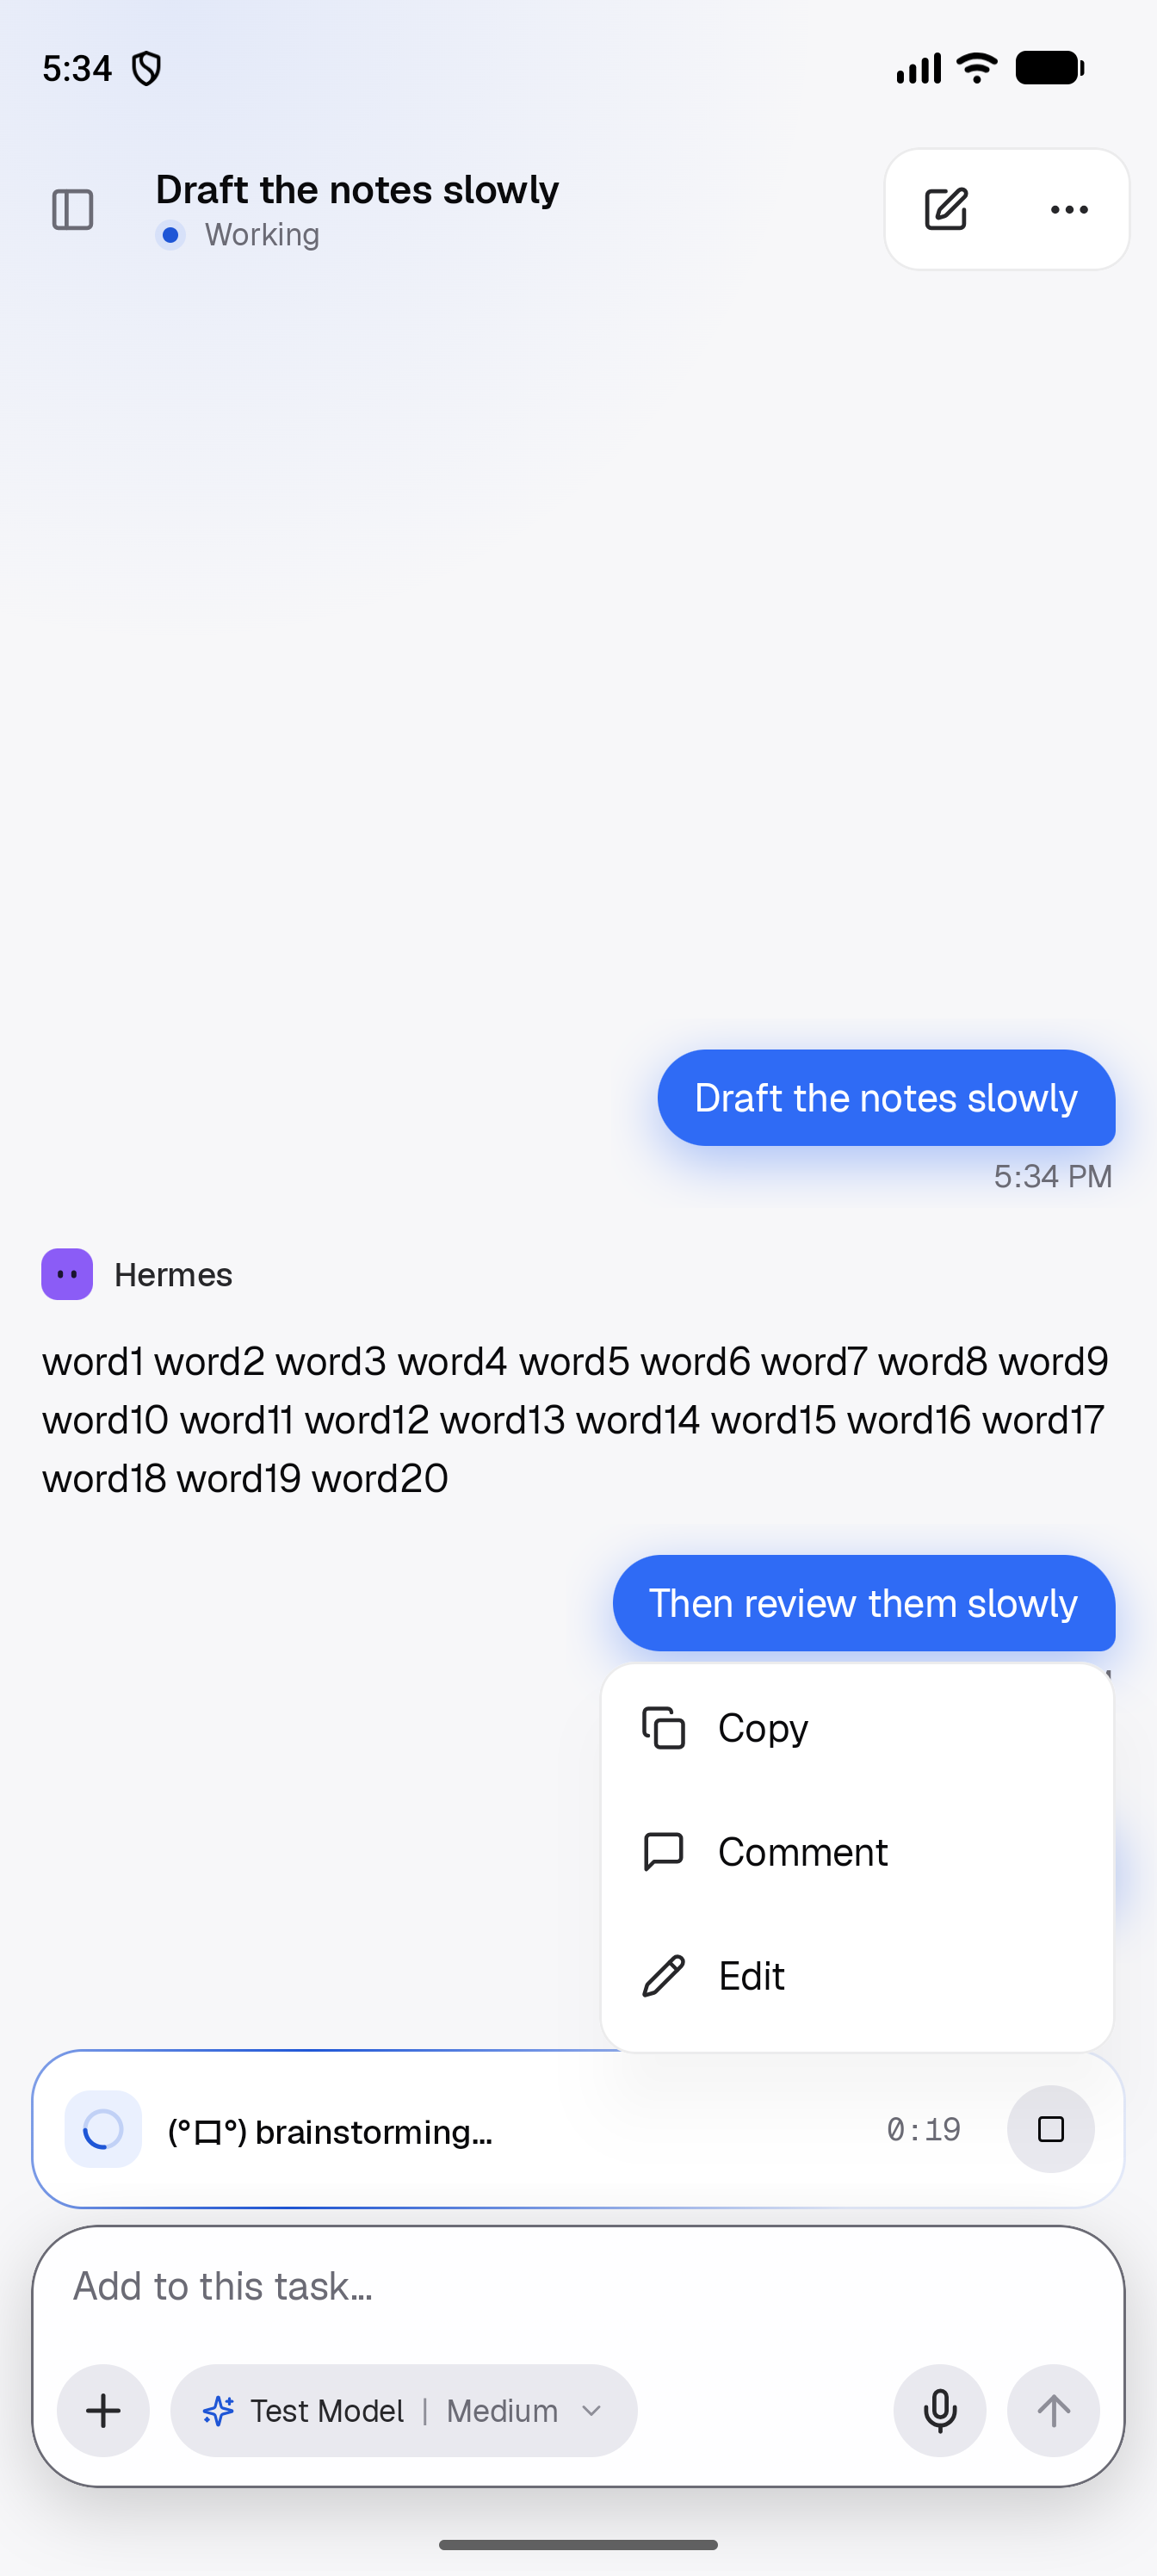 5:34
Draft the notes slowly
Working
Draft the notes slowly
5:34 PM
Hermes
word1 word2 word3 word4 word5 word6 word7 word8 word9
word10 word11 word12 word13 word14 word15 word16 word17
word18 word19 word20
Then review them slowly
Copy
Comment
Edit
(°ロ°) brainstorming...
0:19
Add to this task...
Test Model | Medium